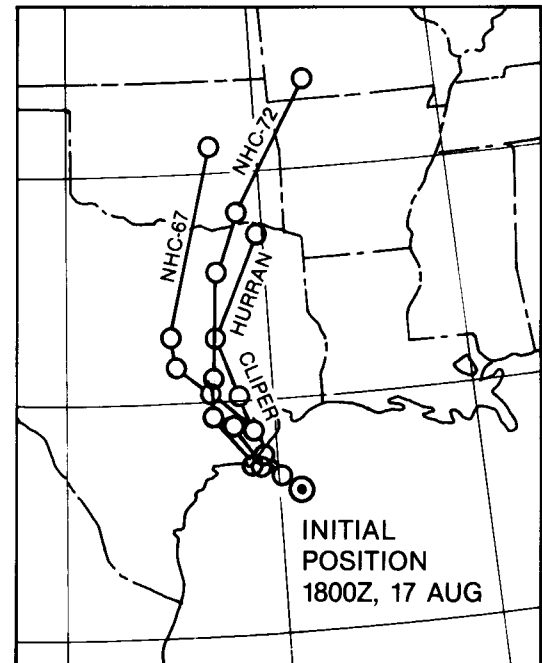 NHC-72
NHC-67
HURRAN
CLIPER
INITIAL
POSITION
1800Z, 17 AUG